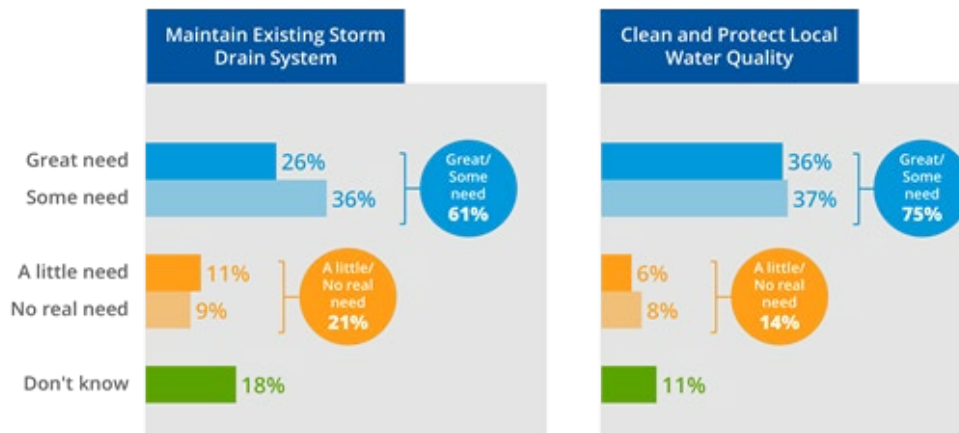 Maintain Existing Storm
Drain System
Clean and Protect Local
Water Quality
Great need
26%
Some need
36%
Great/
Some
need
61%
36%
37%
Great/
Some
need
75%
A little need
11%
No real need
9%
A little/
No real
need
21%
6%
8%
A little/
No real
need
14%
Don't know
18%
11%